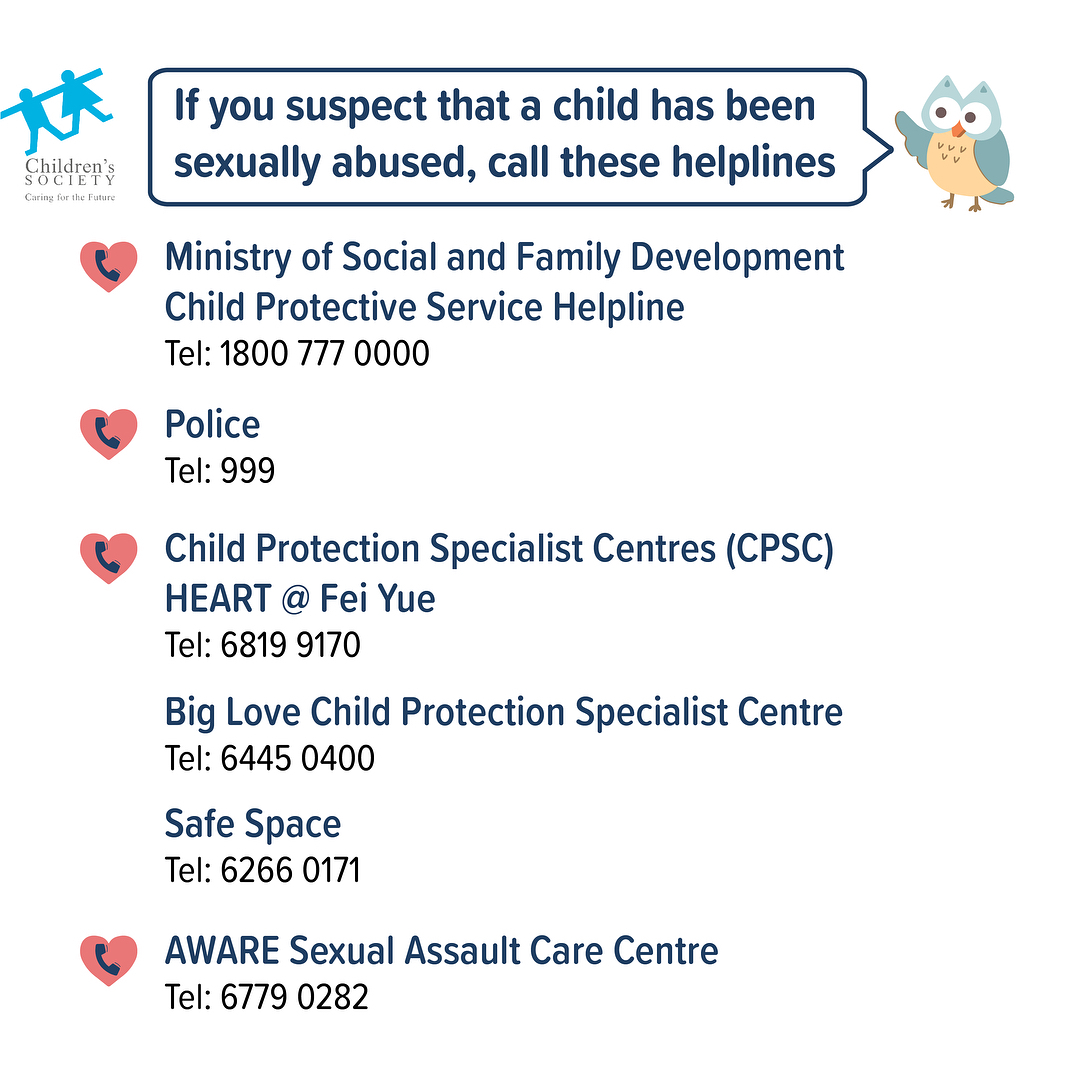 Children's
SOCIETY
Caring for the Future
If you suspect that a child has been
sexually abused, call these helplines
Ministry of Social and Family Development
Child Protective Service Helpline
Tel: 1800 777 0000
Police
Tel: 999
Child Protection Specialist Centres (CPSC)
HEART @ Fei Yue
Tel: 6819 9170
Big Love Child Protection Specialist Centre
Tel: 6445 0400
Safe Space
Tel: 6266 0171
AWARE Sexual Assault Care Centre
Tel: 6779 0282